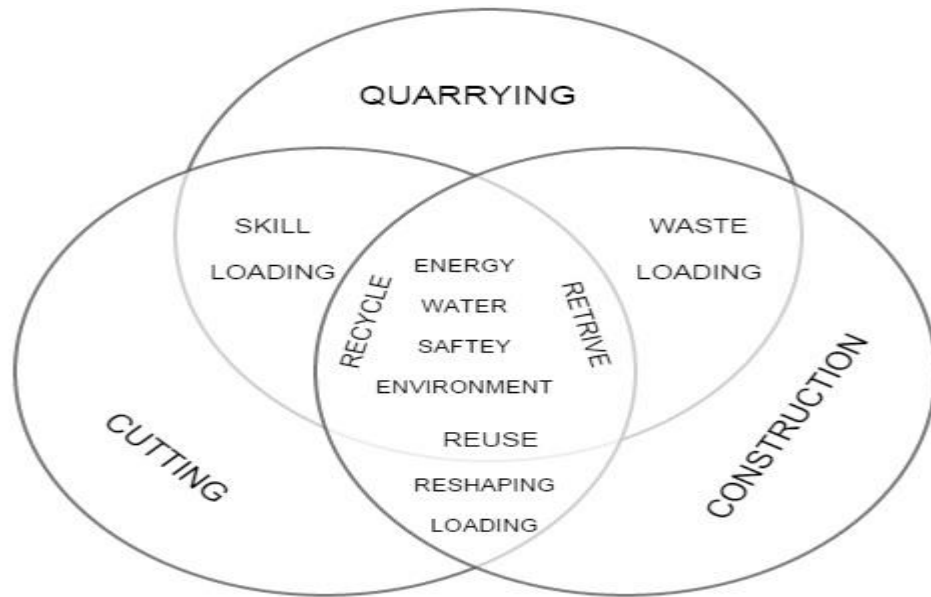 QUARRYING
SKILL
LOADING
WASTE
LOADING
ENERGY
WATER
SAFTEY
ENVIRONMENT
RECYCLE
RETRIVE
REUSE
RESHAPING
LOADING
CUTTING
CONSTRUCTION